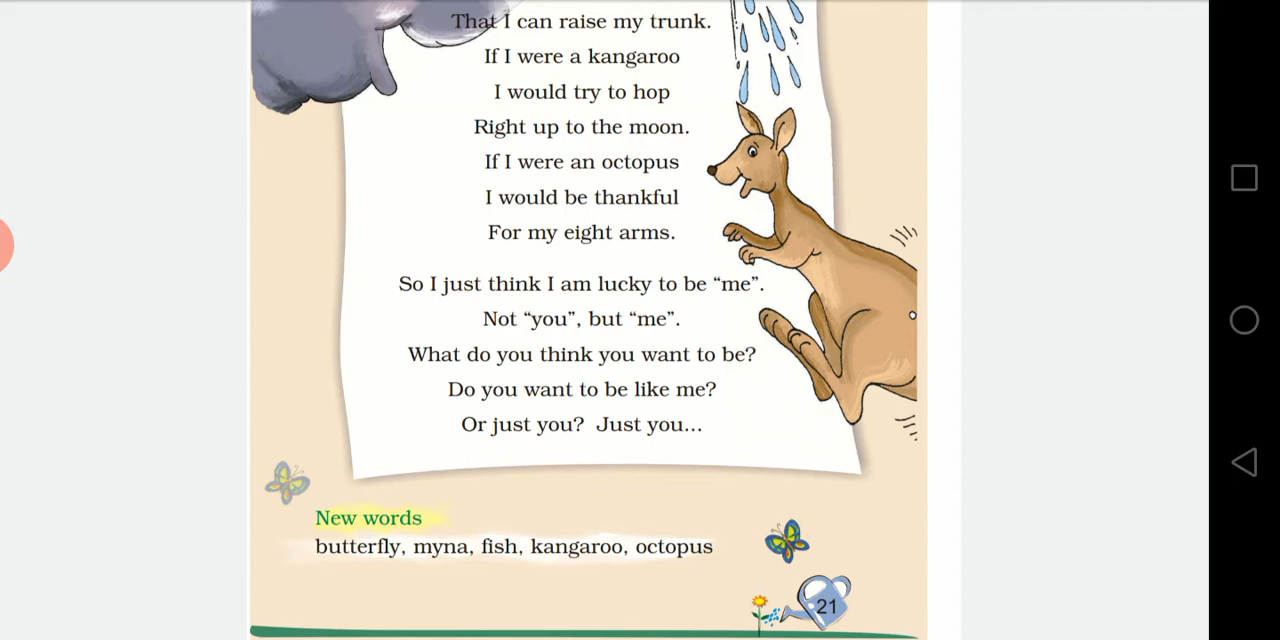 That I can raise my trunk.
If I were a kangaroo
I would try to hop
Right up to the moon.
If I were an octopus
I would be thankful
For my eight arms.
So I just think I am lucky to be “me”.
Not “you”, but “me”.
What do you think you want to be?
Do you want to be like me?
Or just you?  Just you...
New words
butterfly, myna, fish, kangaroo, octopus
21